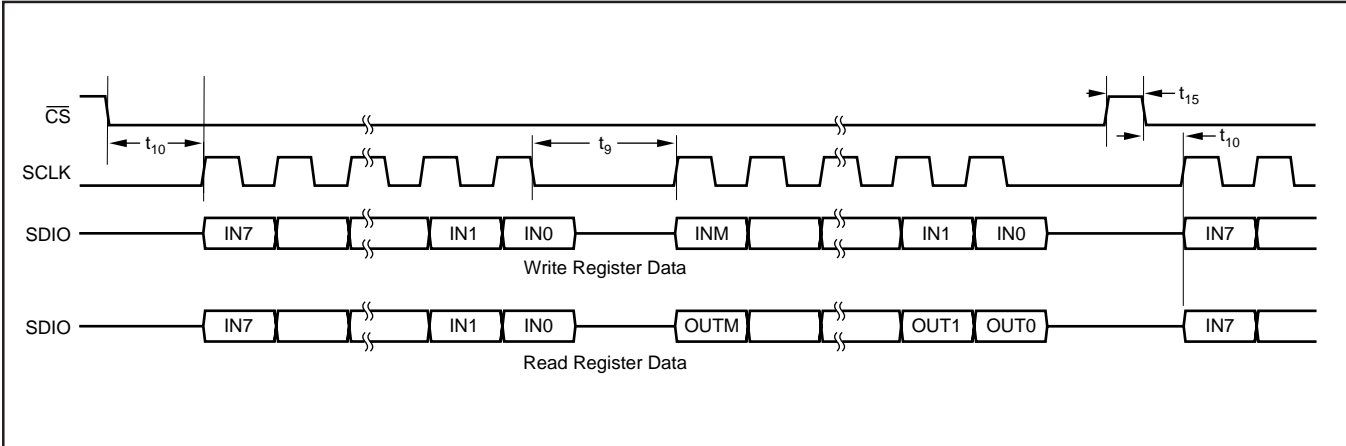 t15
CS
t10 t9 t10
SCLK
SDIO IN7 IN1 IN0 INM IN1 IN0 IN7
Write Register Data
SDIO IN7 IN1 IN0 OUTM OUT1 OUT0 IN7
Read Register Data